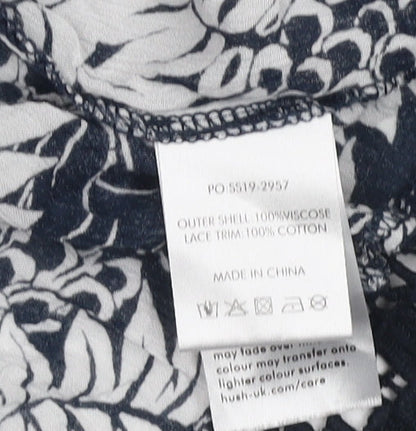 PO:SS19-2957
OUTER SHELL:100%VISCOSE
LACE TRIM:100% COTTON
MADE IN CHINA
may fade over time
colour may transfer onto
lighter colour surfaces.
hush-uk.com/care